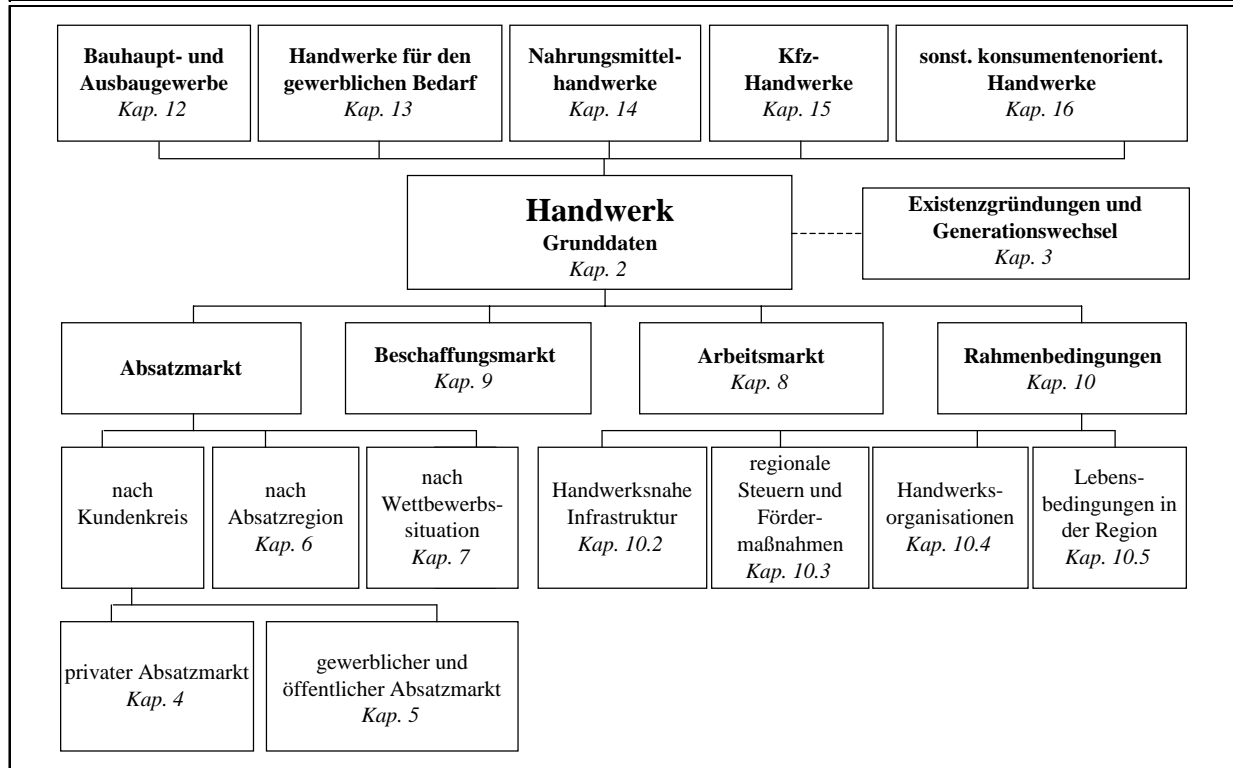 Bauhaupt- und
Ausbaugewerbe
Kap. 12
Handwerke für den
gewerblichen Bedarf
Kap. 13
Nahrungsmittel-
handwerke
Kap. 14
Kfz-
Handwerke
Kap. 15
sonst. konsumentenorient.
Handwerke
Kap. 16
Handwerk
Grunddaten
Kap. 2
Existenzgründungen und
Generationswechsel
Kap. 3
Absatzmarkt
Beschaffungsmarkt
Kap. 9
Arbeitsmarkt
Kap. 8
Rahmenbedingungen
Kap. 10
nach
Kundenkreis
nach
Absatzregion
Kap. 6
nach
Wettbewerbs-
situation
Kap. 7
Handwerksnahe
Infrastruktur
Kap. 10.2
regionale
Steuern und
Förder-
maßnahmen
Kap. 10.3
Handwerks-
organisationen
Kap. 10.4
Lebens-
bedingungen in
der Region
Kap. 10.5
privater Absatzmarkt
Kap. 4
gewerblicher und
öffentlicher Absatzmarkt
Kap. 5